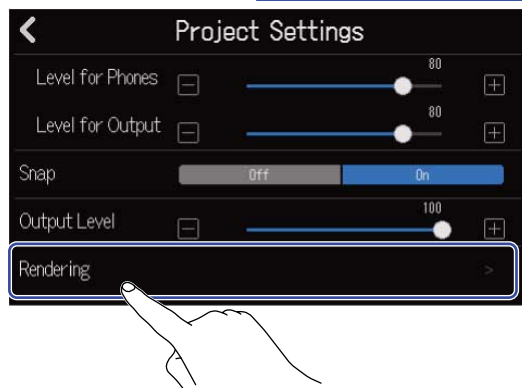 Project Settings
Level for Phones 80
Level for Output 80
Snap Off On
Output Level 100
Rendering >